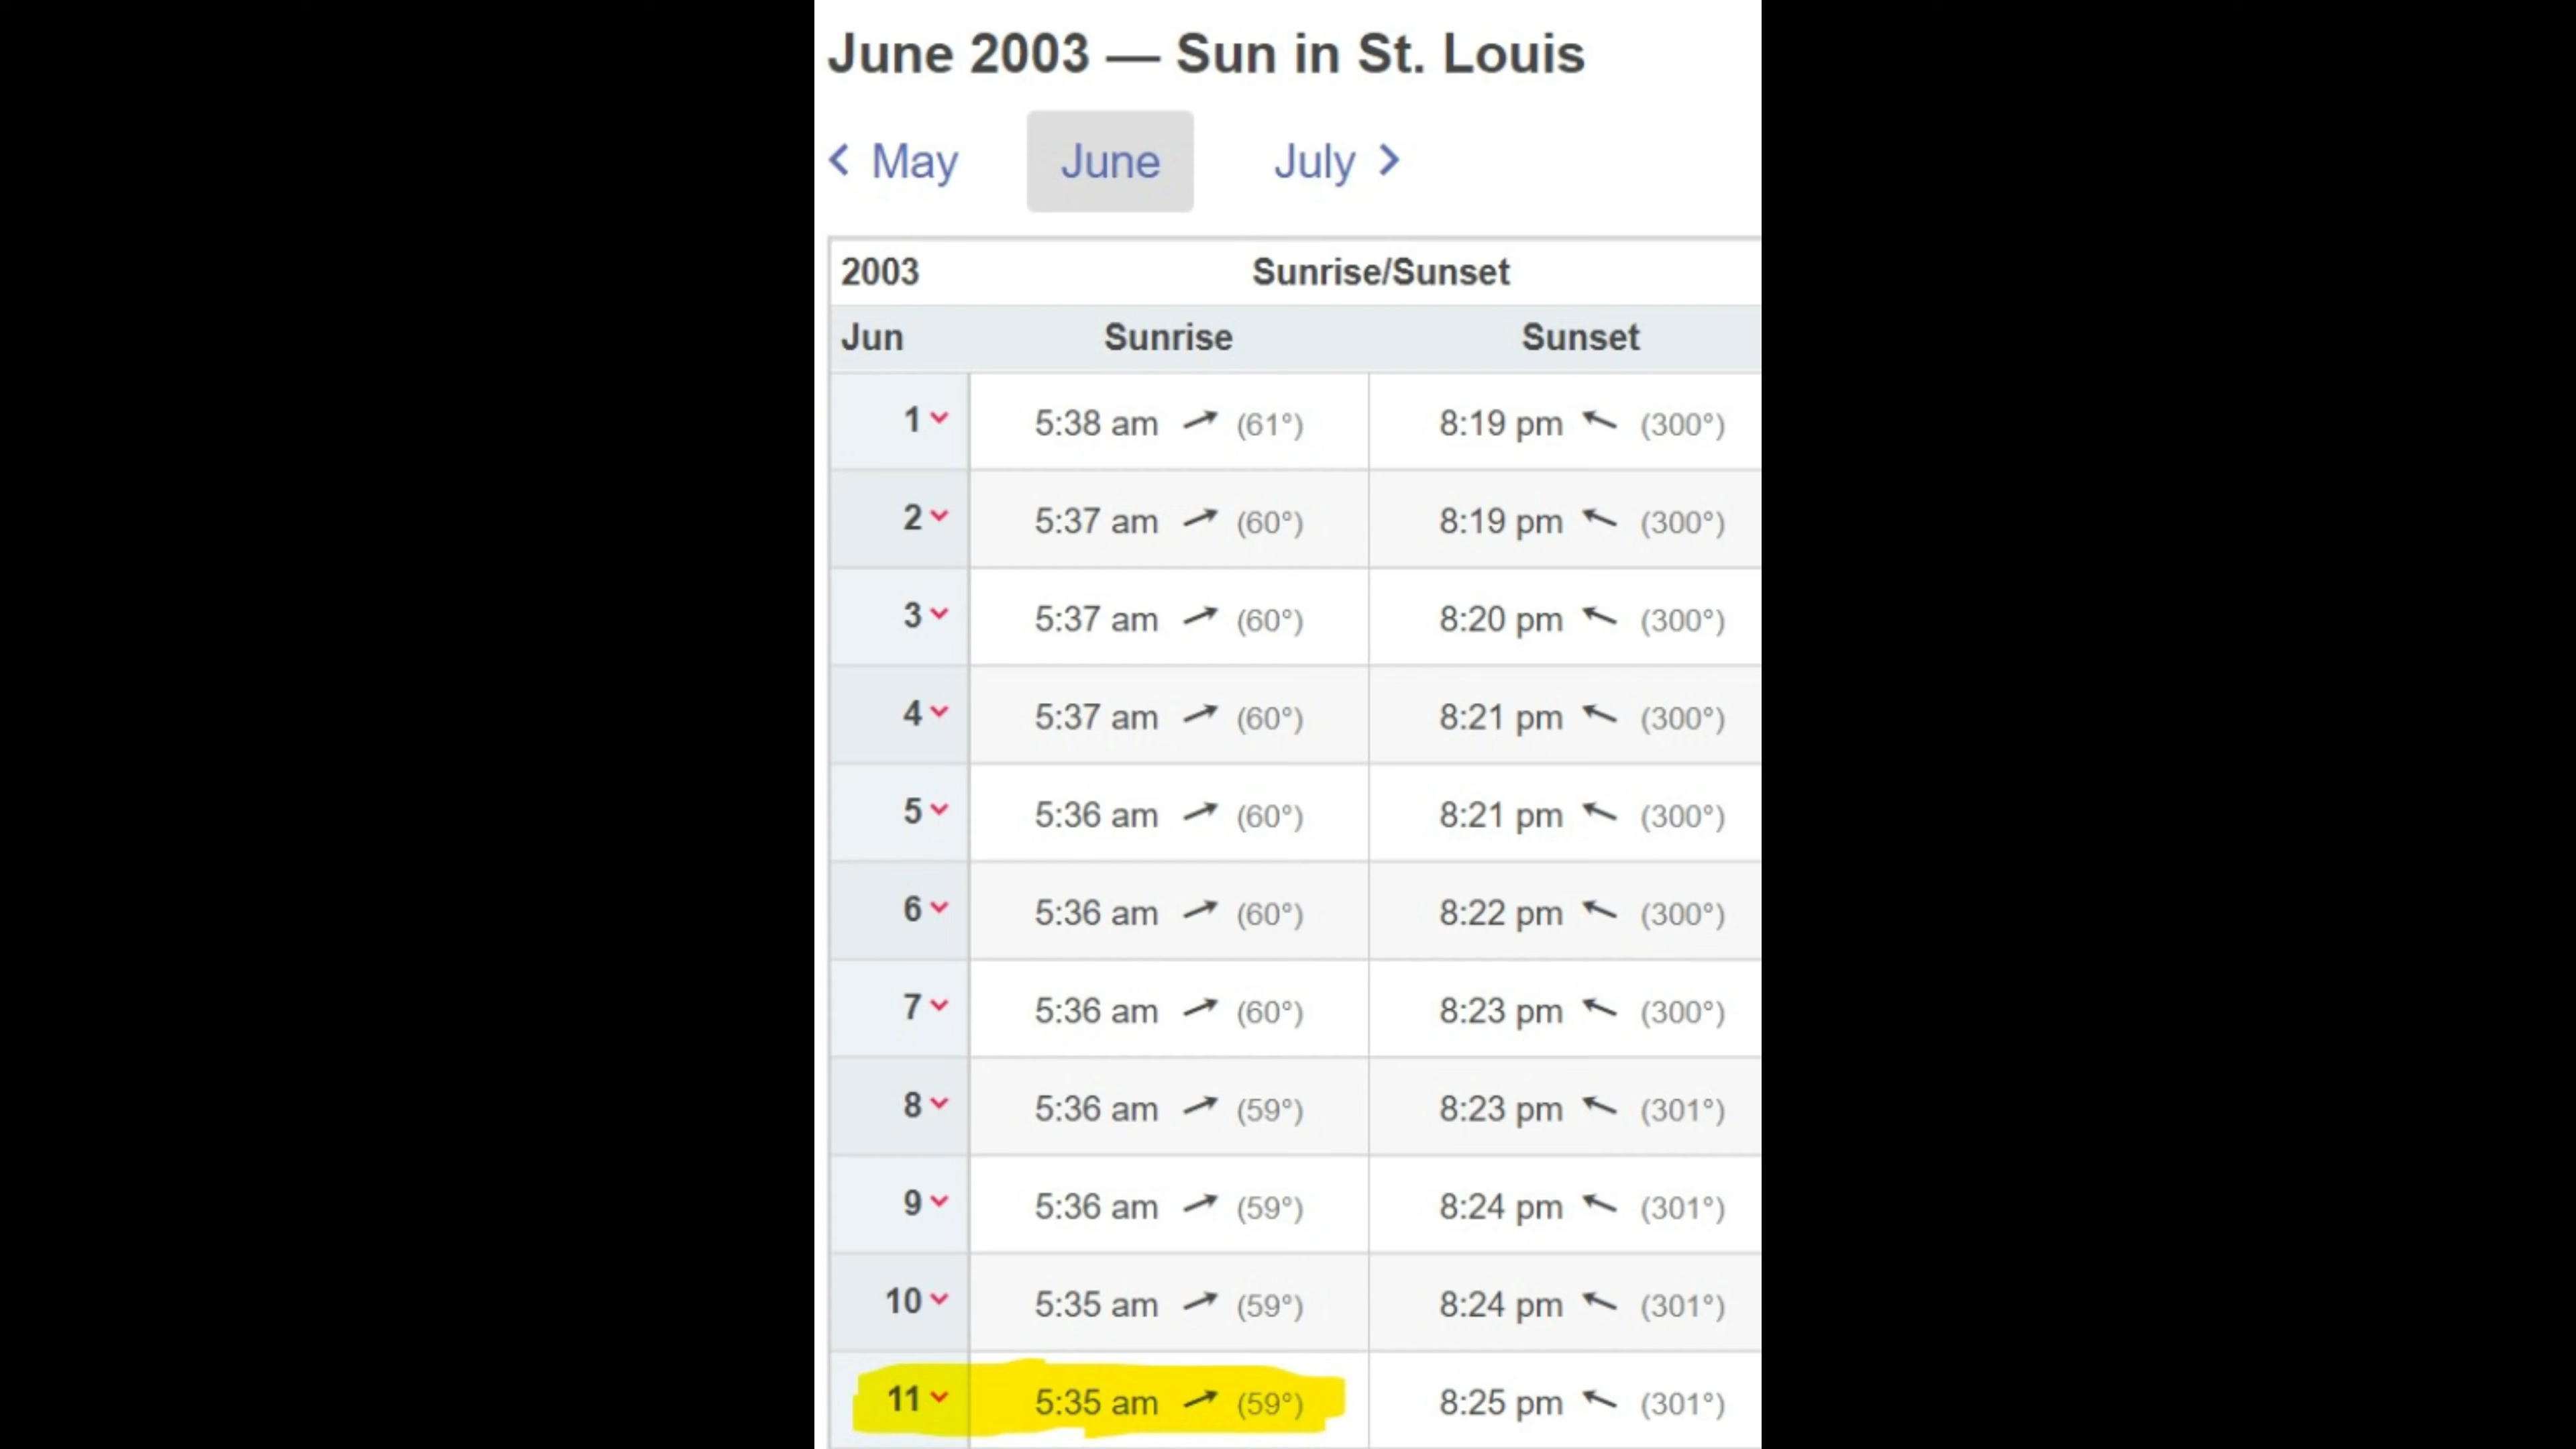 June 2003 — Sun in St. Louis
May June July
2003 Sunrise/Sunset
Jun Sunrise Sunset
1 5:38 am (61°) 8:19 pm (300°)
2 5:37 am (60°) 8:19 pm (300°)
3 5:37 am (60°) 8:20 pm (300°)
4 5:37 am (60°) 8:21 pm (300°)
5 5:36 am (60°) 8:21 pm (300°)
6 5:36 am (60°) 8:22 pm (300°)
7 5:36 am (60°) 8:23 pm (300°)
8 5:36 am (59°) 8:23 pm (301°)
9 5:36 am (59°) 8:24 pm (301°)
10 5:35 am (59°) 8:24 pm (301°)
11 5:35 am (59°) 8:25 pm (301°)